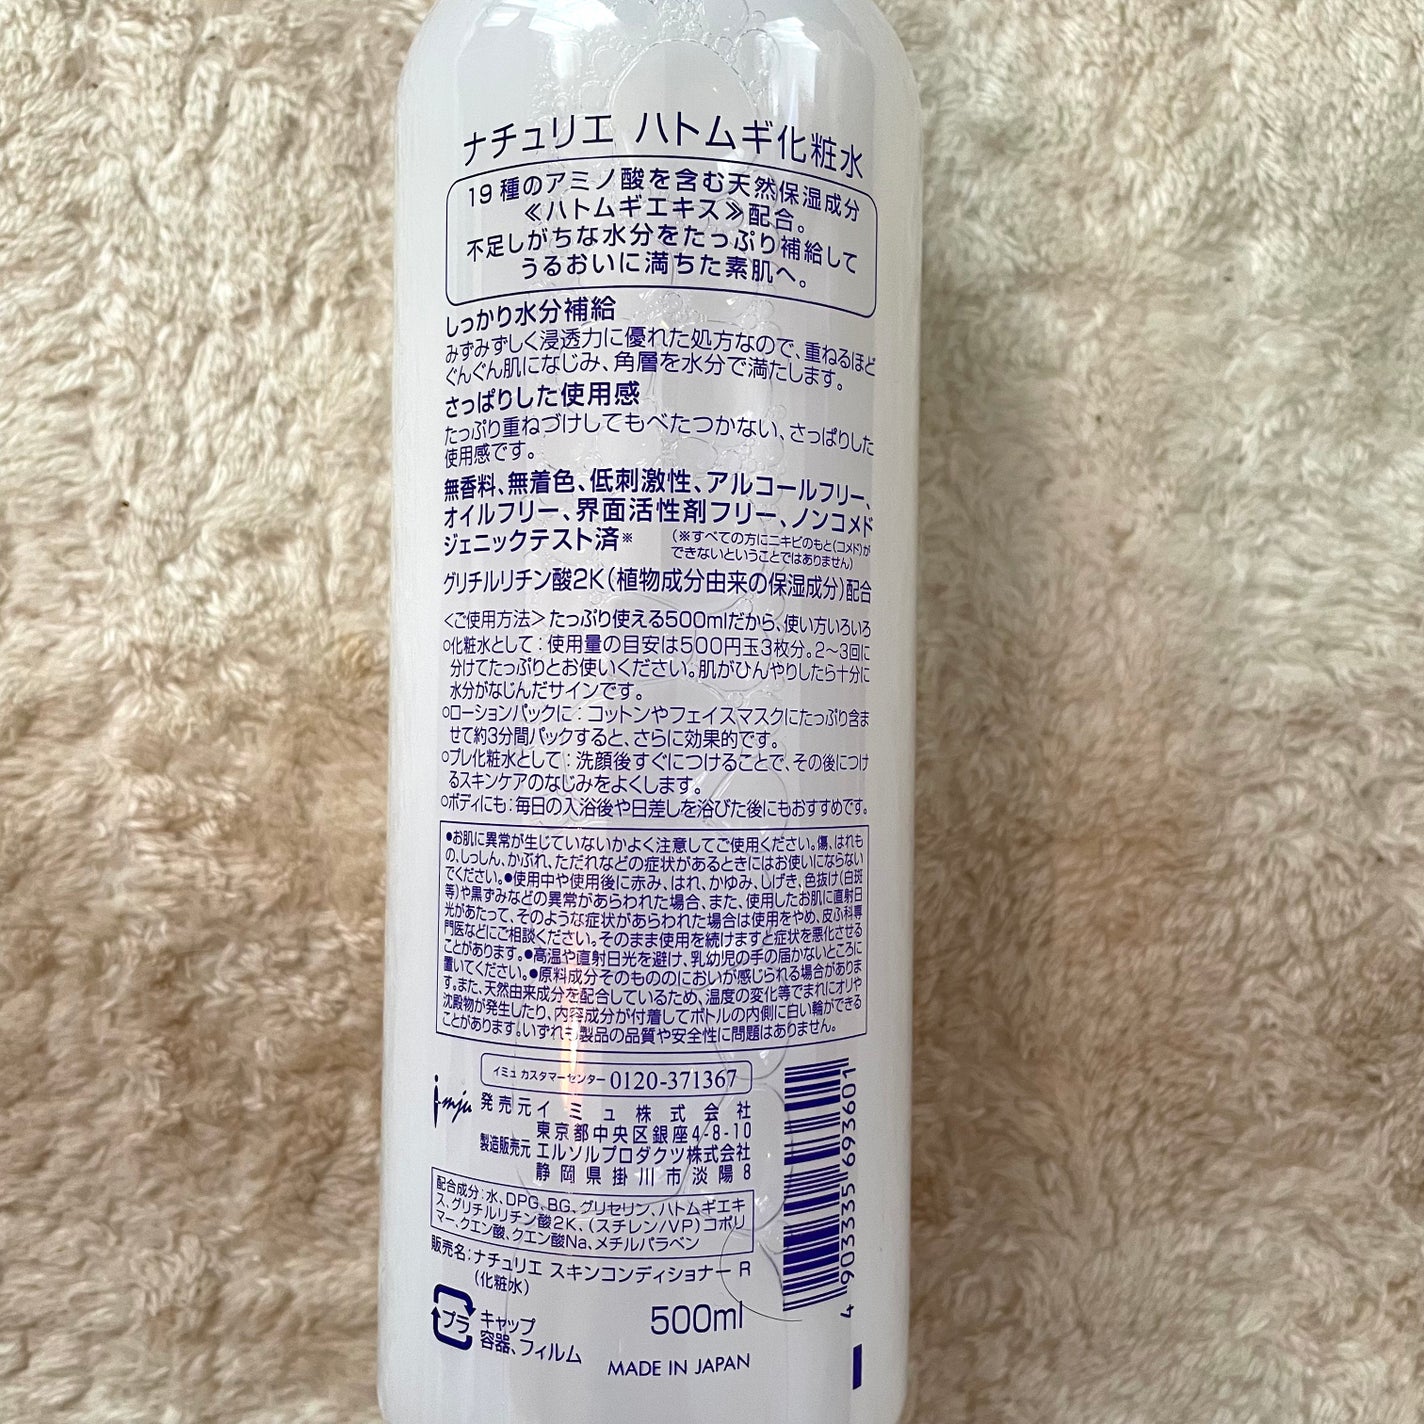 ナチュリエ ハトムギ化粧水
19種のアミノ酸を含む天然保湿成分
≪ハトムギエキス≫配合。
不足しがちな水分をたっぷり補給して
うるおいに満ちた素肌へ。
しっかり水分補給
みずみずしく浸透力に優れた処方なので、重ねるほど
ぐんぐん肌になじみ、角層を水分で満たします。
さっぱりした使用感
たっぷり重ねづけしてもべたつかない、さっぱりした
使用感です。
無香料、無着色、低刺激性、アルコールフリー、
オイルフリー、界面活性剤フリー、ノンコメド
ジェニックテスト済※
(※すべての方にニキビのもと(コメド)が
できないということではありません)
グリチルリチン酸2K(植物成分由来の保湿成分)配合
<ご使用方法>たっぷり使える500mlだから、使い方いろいろ
○化粧水として:使用量の目安は500円玉3枚分。2~3回に
分けてたっぷりとお使いください。肌がひんやりしたら十分に
水分がなじんだサインです。
○ローションパックに:コットンやフェイスマスクにたっぷり含ま
せて約3分間パックすると、さらに効果的です。
○プレ化粧水として:洗顔後すぐにつけることで、その後につけ
るスキンケアのなじみをよくします。
○ボディにも:毎日の入浴後や日差しを浴びた後にもおすすめです。
●お肌に異常が生じていないかよく注意してご使用ください。傷、はれも
の、しっしん、かぶれ、ただれなどの症状があるときにはお使いにならない
でください。●使用中や使用後に赤み、はれ、かゆみ、しげき、色抜け(白斑
等)や黒ずみなどの異常があらわれた場合、また、使用したお肌に直射日
光があたって、そのような症状があらわれた場合は使用をやめ、皮ふ科専
門医などにご相談ください。そのまま使用を続けますと症状を悪化させる
ことがあります。●高温や直射日光を避け、乳幼児の手の届かないところに
置いてください。●原料成分そのもののにおいが感じられる場合がありま
す。また、天然由来成分を配合しているため、温度の変化等でまれにオリや
沈殿物が発生したり、内容成分が付着してボトルの内側に白い輪ができる
ことがあります。いずれも製品の品質や安全性に問題はありません。
イミュ カスタマーセンター 0120-371367
imju 発売元 イミュ株式会社
東京都中央区銀座4-8-10
製造販売元 エルソルプロダクツ株式会社
静岡県掛川市淡陽8
配合成分:水、DPG、BG、グリセリン、ハトムギエキ
ス、グリチルリチン酸2K、(スチレン/VP)コポリ
マー、クエン酸、クエン酸Na、メチルパラベン
販売名:ナチュリエ スキンコンディショナー R
(化粧水)
プラ キャップ
容器、フィルム
500ml
MADE IN JAPAN
4 903335 693601